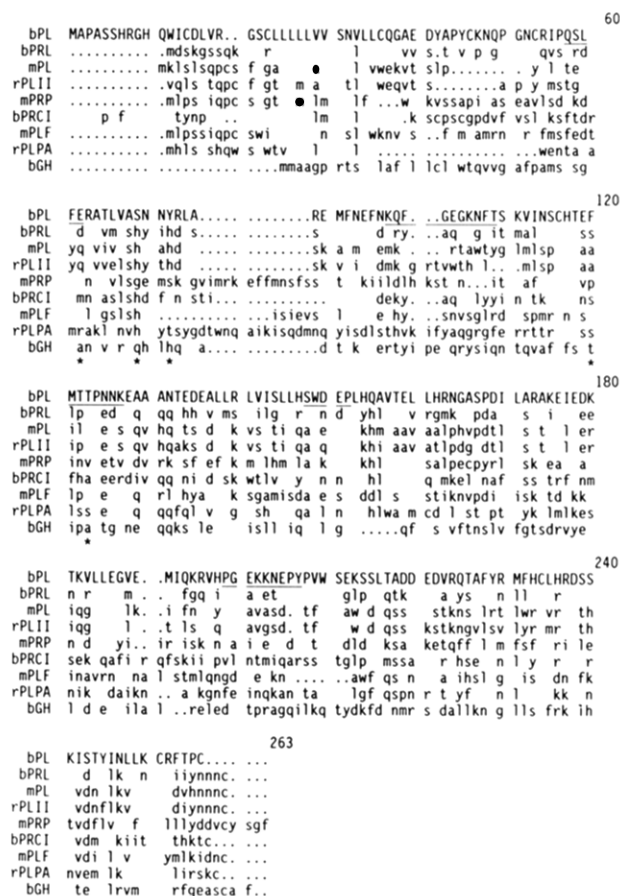 60
bPL MAPASSHRGH QWICDLVR.. GSCLLLLLVV SNVLLCQGAE DYAPYCKNQP GNCRIPQSL
bPRL ..........  .mdskgssqk r l vv s.t v p g qvs rd
mPL .......... mklslsqpcs f ga l vwekvt slp....... . y l te
rPLII .......... .vqls tqpc f gt m a tl weqvt s........a p y mstg
mPRP .......... .mlps iqpc s gt lm lf ...w kvssapi as eavlsd kd
bPRCI p f tynp .. lm l .k scpscgpdvf vsl ksftdr
mPLF .......... mlpssiqpc swi n s l wknv s ..f m amrn r fmsfedt
rPLPA .......... .mhls shqw s wtv l l ........ ..wenta a
bGH .......... ....mmaagp rts laf l lcl wtqvvg afpams sg
120
bPL FERATLVASN NYRLA..... ........RE MFNEFNKQF. ..GEGKNFTS KVINSCHTEF
bPRL d vm shy ihd s..... ........s d ry. ..aq g it mal ss
mPL yq viv sh ahd ........sk a m emk . . rtawtyg lmlsp aa
rPLII yq vvelshy thd ........sk v i dmk g rtvwth l. .mlsp aa
mPRP n vlsge msk gvimrk effmnsfss t kiildlh kst n...it af vp
bPRCI mn aslshd f n sti... .......... deky. ..aq lyyi n tk ns
mPLF l gslsh ....isievs l e hy. ..snvsglrd spmr n s
rPLPA mrakl nvh ytsygdtwnq aikisqdmnq yisdlsthvk ifyaqgrgfe rrttr ss
bGH an v r qh lhq a.... .........d t k ertyi pe qrysiqn tqvaf fs t
* * * *
180
bPL MTTPNNKEAA ANTEDEALLR LVISLLHSWD EPLHQAVTEL LHRNGASPDI LARAKEIEDK
bPRL lp ed q qq hh v ms ilg r n d yhl v rgmk pda s i ee
mPL il e s qv hq ts d k vs ti qa e khm aav aalphvpdtl s t l er
rPLII ip e s qv hqaks d k vs ti qa q khi aav atlpdg dtl s t l er
mPRP inv etv dv rk sf ef k m lhm la k khl salpecpyrl sk ea a
bPRCI fha eerdiv qq ni d sk wtlv y nn hl q mkel naf ss trf nm
mPLF lp e q rl hya k sgamisda e s ddl s stiknvpdi isk td kk
rPLPA lss e q qqfql v g sh qa l n hlwa m cd l st pt yk lmlkes
bGH ipa t g ne qqks le isll iq l g .....qf s vftnslv fgtsdrvye
*
240
bPL TKVLLEGVE. .MIQKRVHPG EKKNEPYPVW SEKSSLTADD EDVRQTAFYR MFHCLHRDSS
bPRL n r m . .fgq i a et glp qtk a ys n ll r
mPL iqg lk. i fn y avasd. tf aw d qss stkns lrt lwr vr th
rPLII iqg l . t ls q avgsd. tf w d qss kstkngvlsv lyr mr th
mPRP n d yi. ir isk n a i e d t dld ksa ketqff l m fsf ri le
bPRCI sek qafi r qfskii pvl ntmiqarss tglp mssa r hse n l y r r
mPLF inavrn na l stmlqngd e kn .... ..awf qs n a ihsl g is dn fk
rPLPA nik daikn .. a kgnfe inqkan ta lgf qspn r t yf n l kk n
bGH l d e ila l ..reled tpragqilkq tydkfd nmr s dallkn g lls frk ih
263
bPL KISTYINLLK CRFTPC.... ...
bPRL d lk n iiynnnc. ...
mPL vdn lkv dvhnnnc. ...
rPLII vdnflkv diynnnc. ...
mPRP tvdflv f lllyddvcy sgf
bPRCI vdm kiit thktc... ...
mPLF vdi l v ymlkidnc. ...
rPLPA nvem lk lirskc.. ...
bGH te lrvm rfgeasca f..